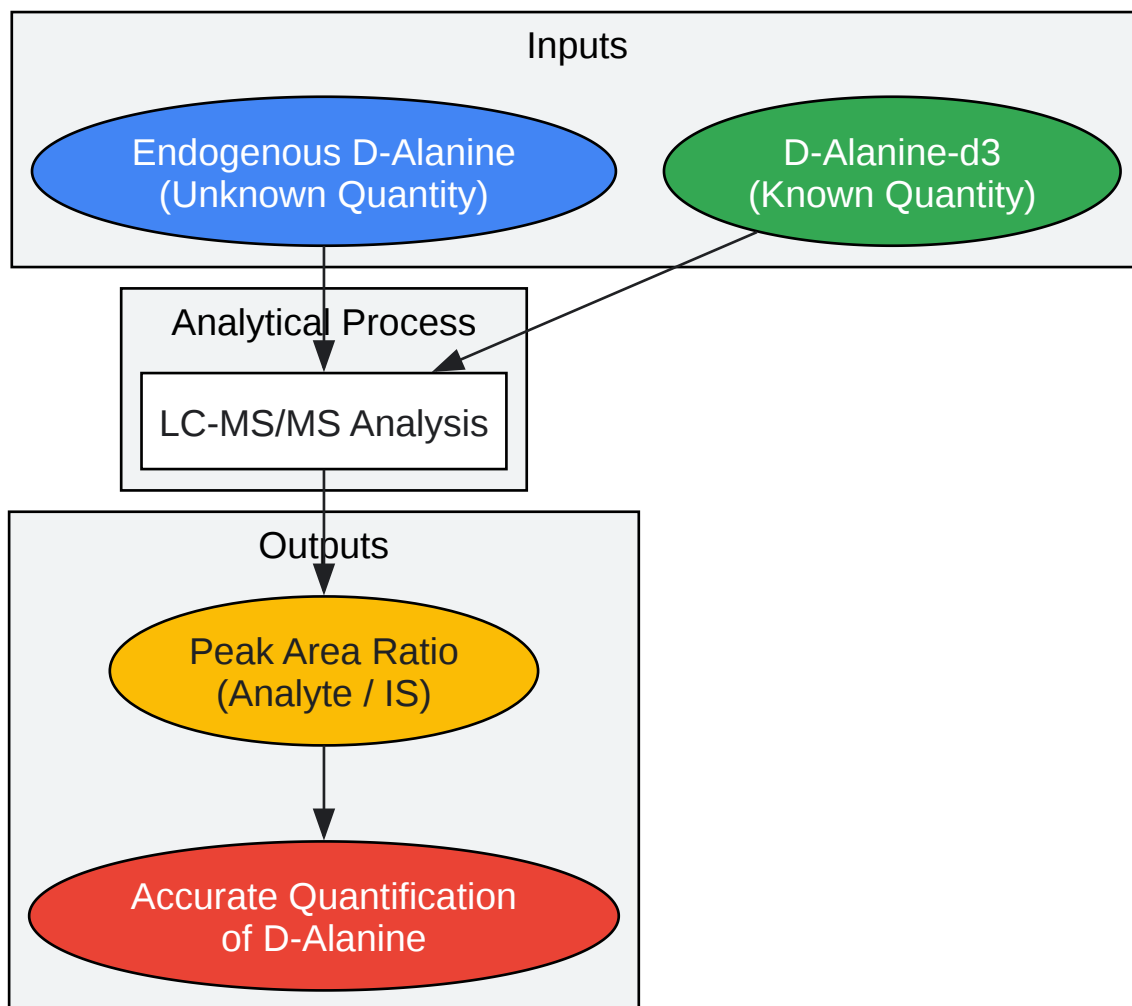 Inputs
Endogenous D-Alanine
(Unknown Quantity)
D-Alanine-d3
(Known Quantity)
Analytical Process
LC-MS/MS Analysis
Outputs
Peak Area Ratio
(Analyte / IS)
Accurate Quantification
of D-Alanine